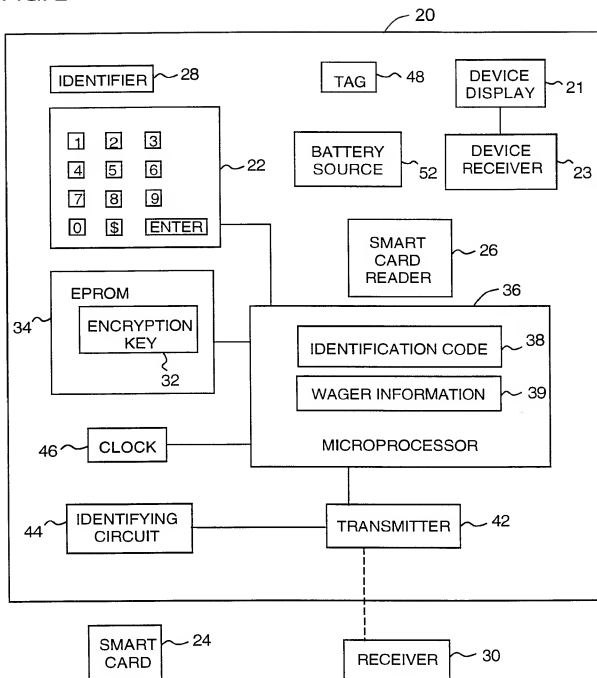 20
IDENTIFIER 28
TAG 48
DEVICE DISPLAY 21
1 2 3
4 5 6
7 8 9
0 $ ENTER
22
BATTERY SOURCE 52
DEVICE RECEIVER 23
SMART CARD READER 26
36
34
EPROM
ENCRYPTION KEY
32
IDENTIFICATION CODE 38
WAGER INFORMATION 39
MICROPROCESSOR
46 CLOCK
44 IDENTIFYING CIRCUIT
TRANSMITTER 42
SMART CARD 24
RECEIVER 30